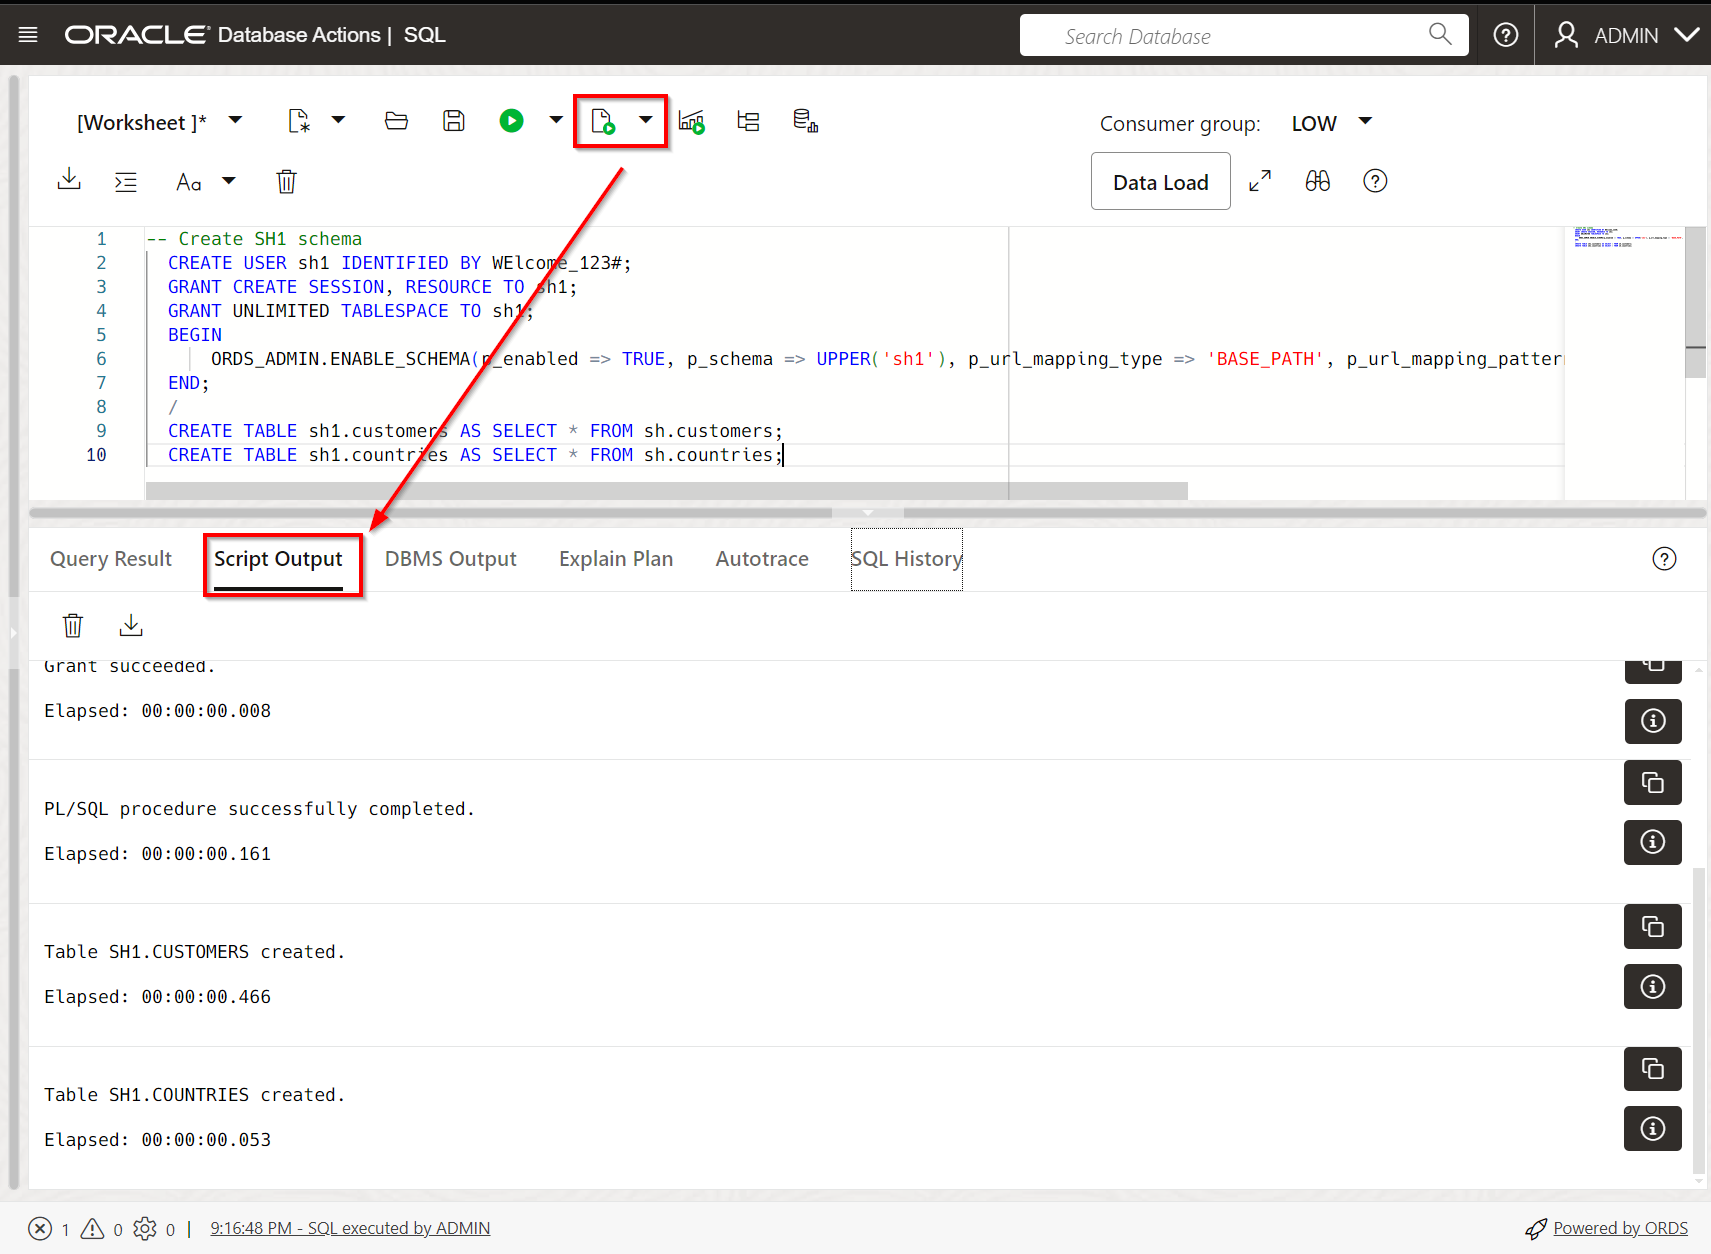 ORACLE Database Actions | SQL
Search Database
ADMIN
[Worksheet ]*
Consumer group: LOW
Aa
Data Load
1 -- Create SH1 schema
2 CREATE USER sh1 IDENTIFIED BY WElcome_123#;
3 GRANT CREATE SESSION, RESOURCE TO sh1;
4 GRANT UNLIMITED TABLESPACE TO sh1;
5 BEGIN
6 ORDS_ADMIN.ENABLE_SCHEMA(p_enabled => TRUE, p_schema => UPPER('sh1'), p_url_mapping_type => 'BASE_PATH', p_url_mapping_pattern
7 END;
8 /
9 CREATE TABLE sh1.customers AS SELECT * FROM sh.customers;
10 CREATE TABLE sh1.countries AS SELECT * FROM sh.countries;
Query Result Script Output DBMS Output Explain Plan Autotrace SQL History
Grant succeeded.
Elapsed: 00:00:00.008
PL/SQL procedure successfully completed.
Elapsed: 00:00:00.161
Table SH1.CUSTOMERS created.
Elapsed: 00:00:00.466
Table SH1.COUNTRIES created.
Elapsed: 00:00:00.053
1 0 0 | 9:16:48 PM - SQL executed by ADMIN
Powered by ORDS